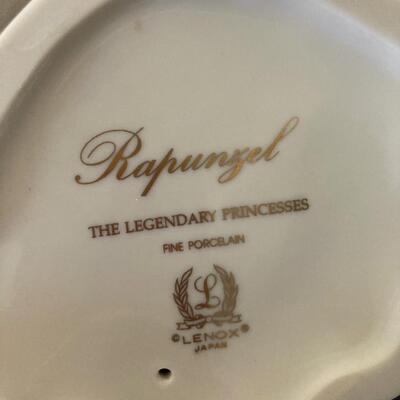 Rapunzel
THE LEGENDARY PRINCESSES
FINE PORCELAIN
L
©LENOX®
JAPAN